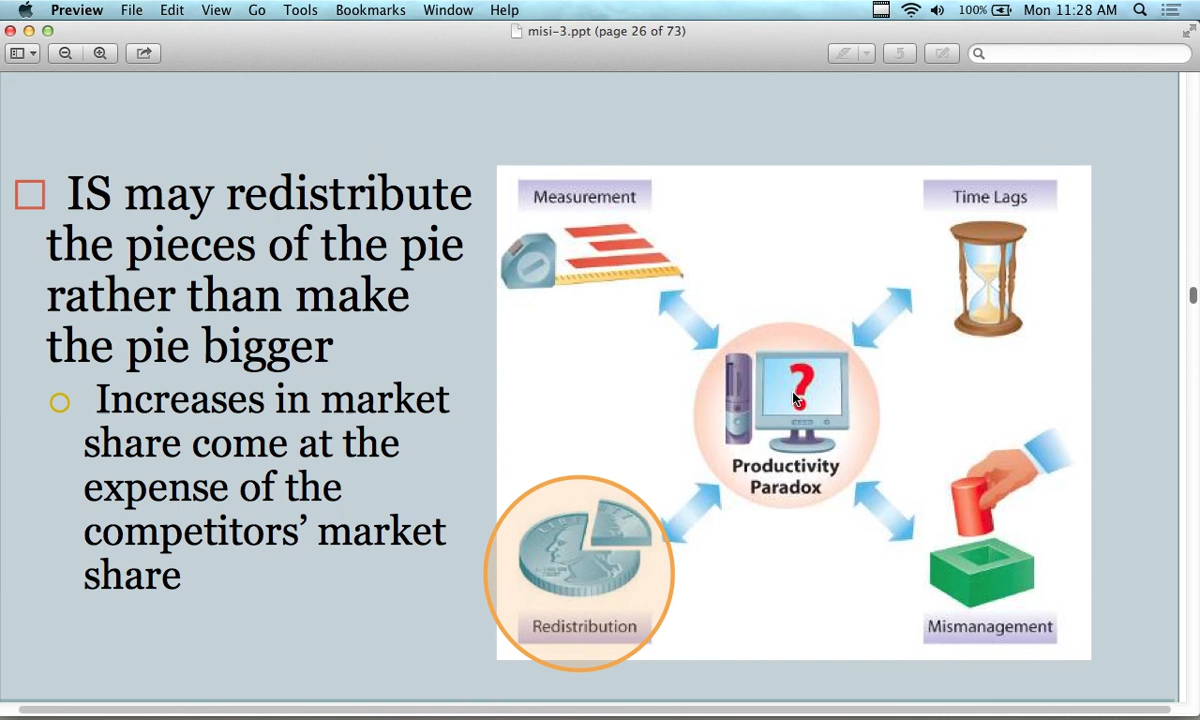 Preview File Edit View Go Tools Bookmarks Window Help 100% Mon 11:28 AM
misi-3.ppt (page 26 of 73)
IS may redistribute
the pieces of the pie
rather than make
the pie bigger
Increases in market
share come at the
expense of the
competitors’ market
share
Measurement
Time Lags
?
Productivity
Paradox
Redistribution
Mismanagement